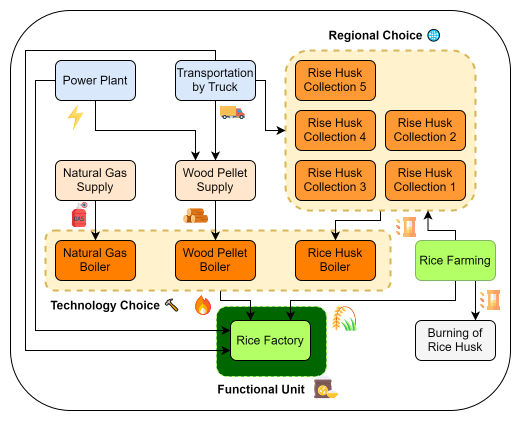 Regional Choice
Power Plant
Transportation
by Truck
Rise Husk
Collection 5
Rise Husk
Collection 4
Rise Husk
Collection 2
Natural Gas
Supply
Wood Pellet
Supply
Rise Husk
Collection 3
Rise Husk
Collection 1
GAS
Natural Gas
Boiler
Wood Pellet
Boiler
Rice Husk
Boiler
Rice Farming
Technology Choice
Rice Factory
Burning of
Rice Husk
Functional Unit